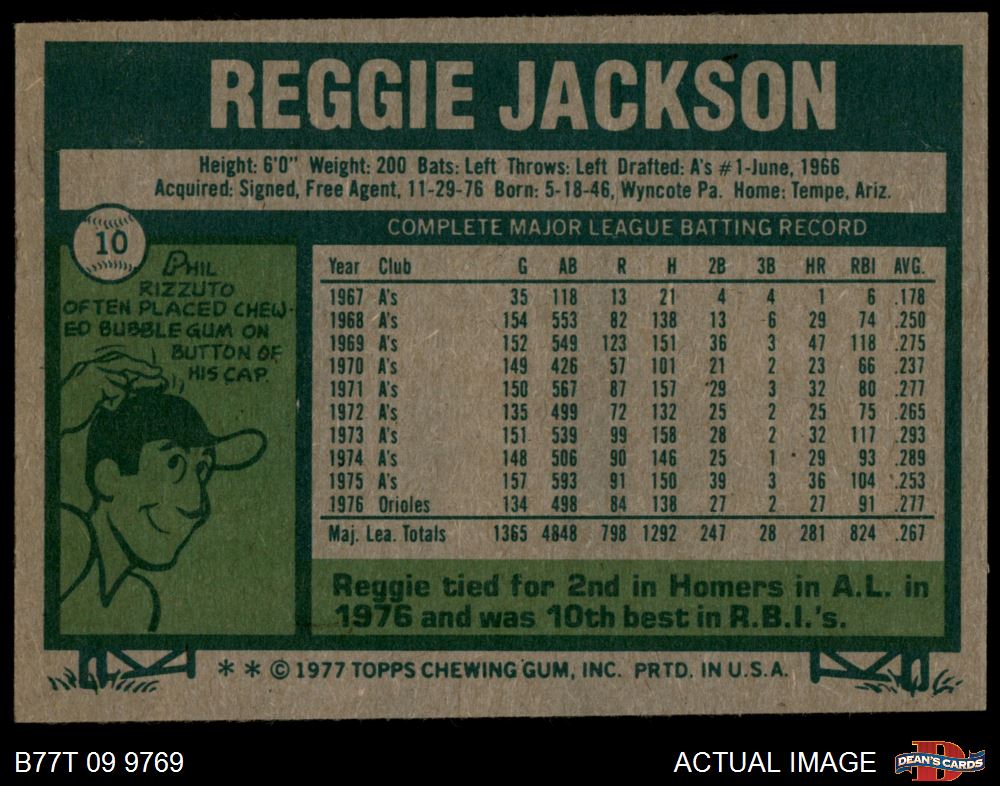 REGGIE JACKSON
Height: 6'0" Weight: 200 Bats: Left Throws: Left Drafted: A's #1-June, 1966
Acquired: Signed, Free Agent, 11-29-76 Born: 5-18-46, Wyncote Pa. Home: Tempe, Ariz.
10
PHIL
RIZZUTO
OFTEN PLACED CHEW-
ED BUBBLE GUM ON
BUTTON OF
HIS CAP.
COMPLETE MAJOR LEAGUE BATTING RECORD
Year Club G AB R H 2B 3B HR RBI AVG.
1967 A's 35 118 13 21 4 4 1 6 .178
1968 A's 154 553 82 138 13 6 29 74 .250
1969 A's 152 549 123 151 36 3 47 118 .275
1970 A's 149 426 57 101 21 2 23 66 .237
1971 A's 150 567 87 157 29 3 32 80 .277
1972 A's 135 499 72 132 25 2 25 75 .265
1973 A's 151 539 99 158 28 2 32 117 .293
1974 A's 148 506 90 146 25 1 29 93 .289
1975 A's 157 593 91 150 39 3 36 104 .253
1976 Orioles 134 498 84 138 27 2 27 91 .277
Maj. Lea. Totals 1365 4848 798 1292 247 28 281 824 .267
Reggie tied for 2nd in Homers in A.L. in
1976 and was 10th best in R.B.I.'s.
* * © 1977 TOPPS CHEWING GUM, INC. PRTD. IN U.S.A.
B77T 09 9769
ACTUAL IMAGE
D
DEAN'S CARDS